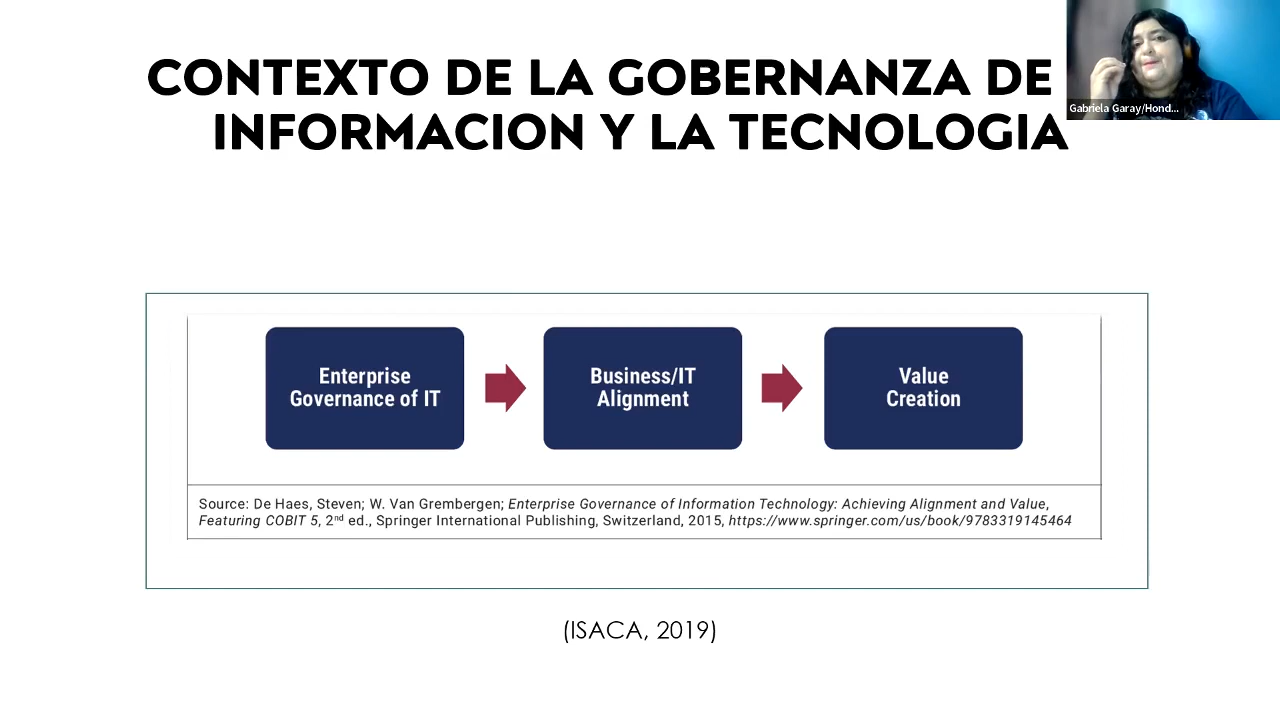 CONTEXTO DE LA GOBERNANZA DE
INFORMACION Y LA TECNOLOGIA
Gabriela Garay/Hond...
Enterprise
Governance of IT
Business/IT
Alignment
Value
Creation
Source: De Haes, Steven; W. Van Grembergen; Enterprise Governance of Information Technology: Achieving Alignment and Value,
Featuring COBIT 5, 2nd ed., Springer International Publishing, Switzerland, 2015, https://www.springer.com/us/book/9783319145464
(ISACA, 2019)